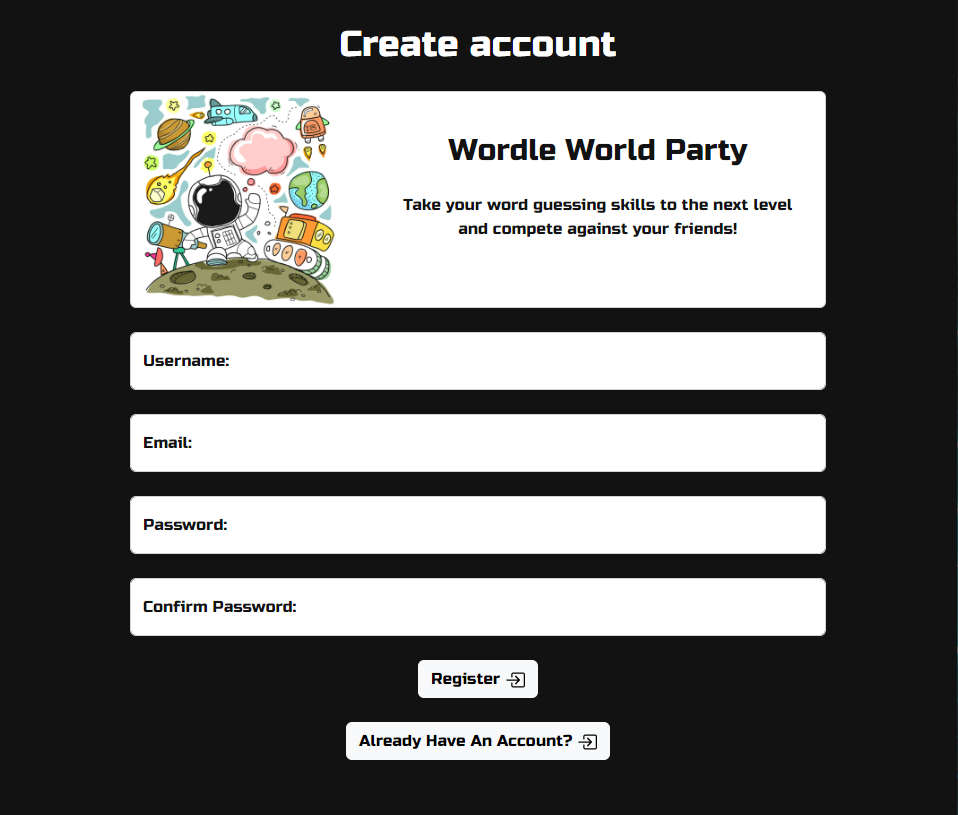 Create account
Wordle World Party
Take your word guessing skills to the next level
and compete against your friends!
Username:
Email:
Password:
Confirm Password:
Register
Already Have An Account?